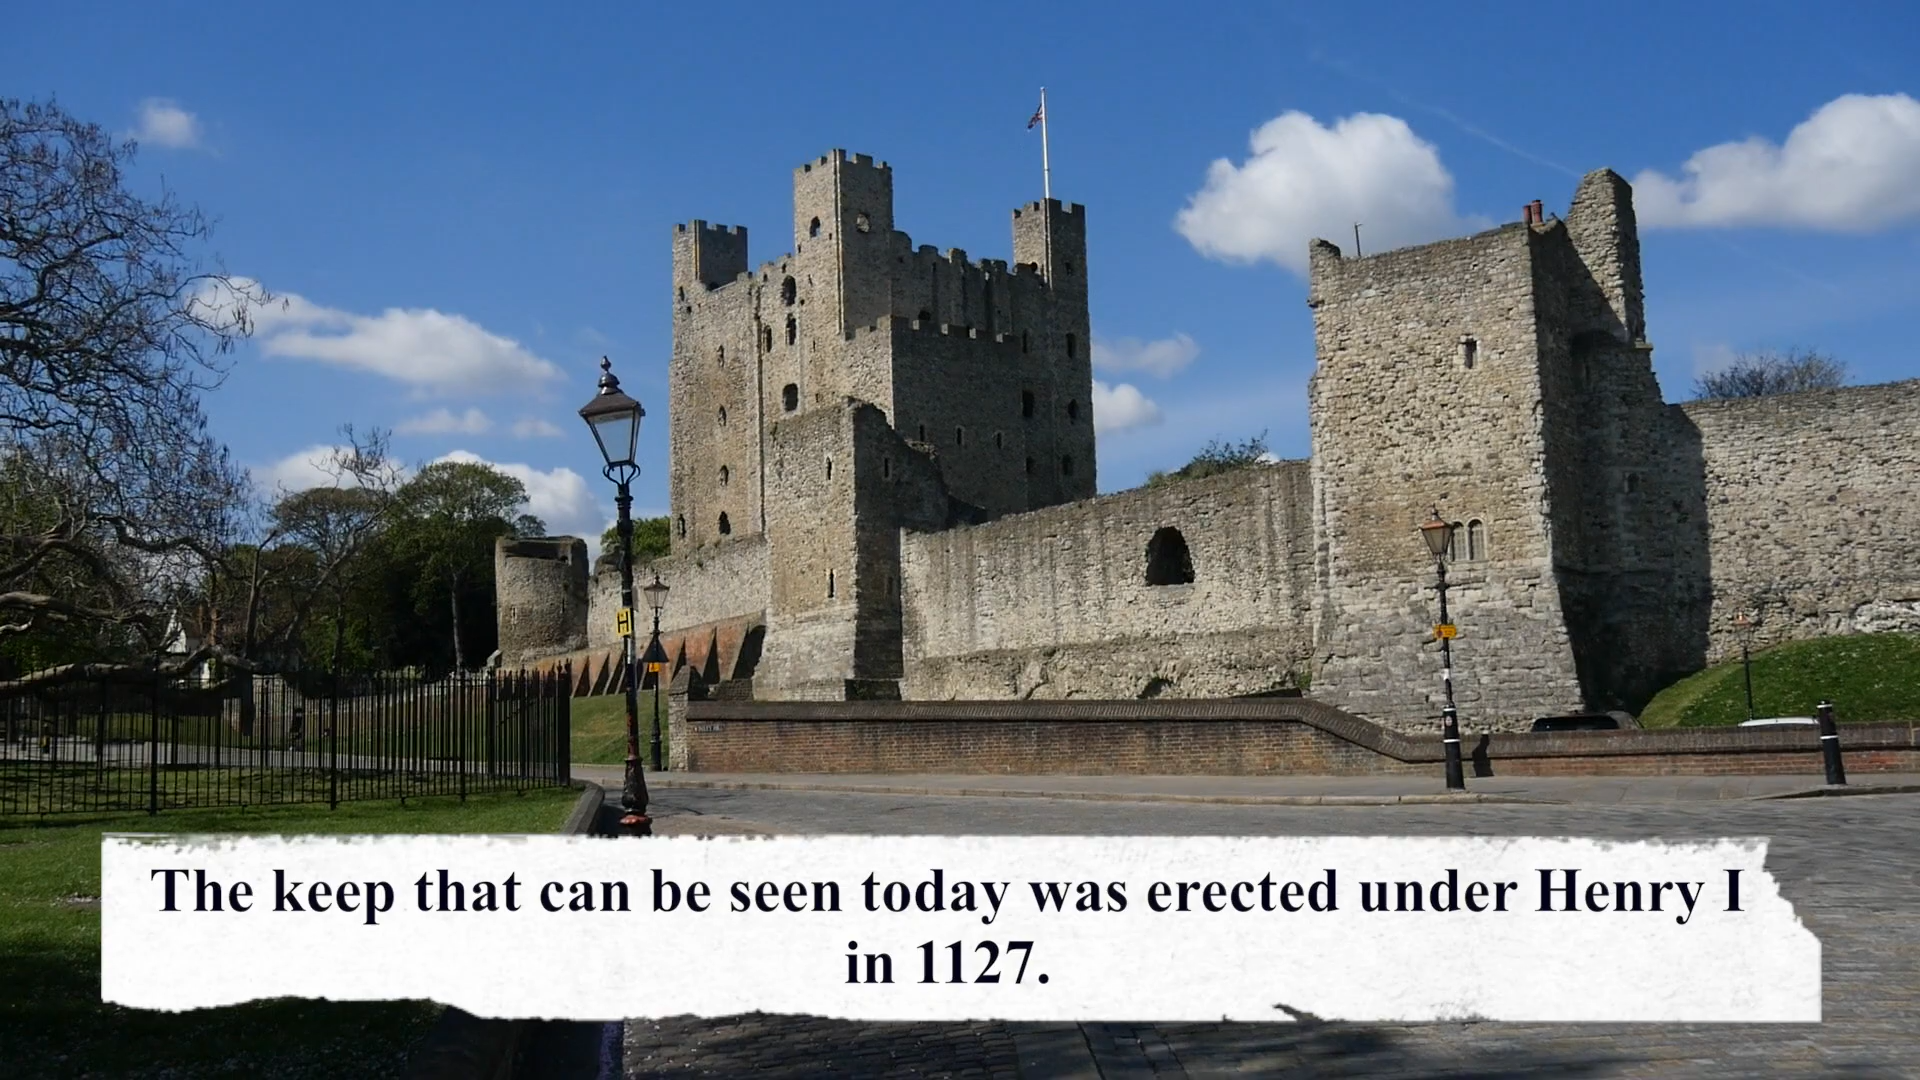 H
The keep that can be seen today was erected under Henry I
in 1127.